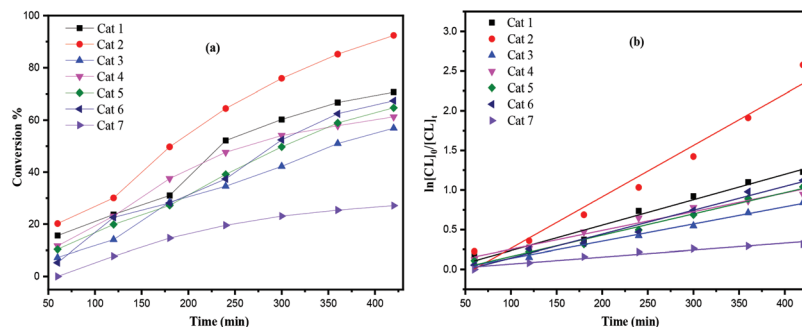 100
80
60
40
20
0
Conversion %
50
100
150
200
250
300
350
400
Time (min)
(a)
Cat 1
Cat 2
Cat 3
Cat 4
Cat 5
Cat 6
Cat 7
3.0
2.5
2.0
1.5
1.0
0.5
0.0
ln[CL]0/[CL]t
50
100
150
200
250
300
350
400
Time (min)
(b)
Cat 1
Cat 2
Cat 3
Cat 4
Cat 5
Cat 6
Cat 7